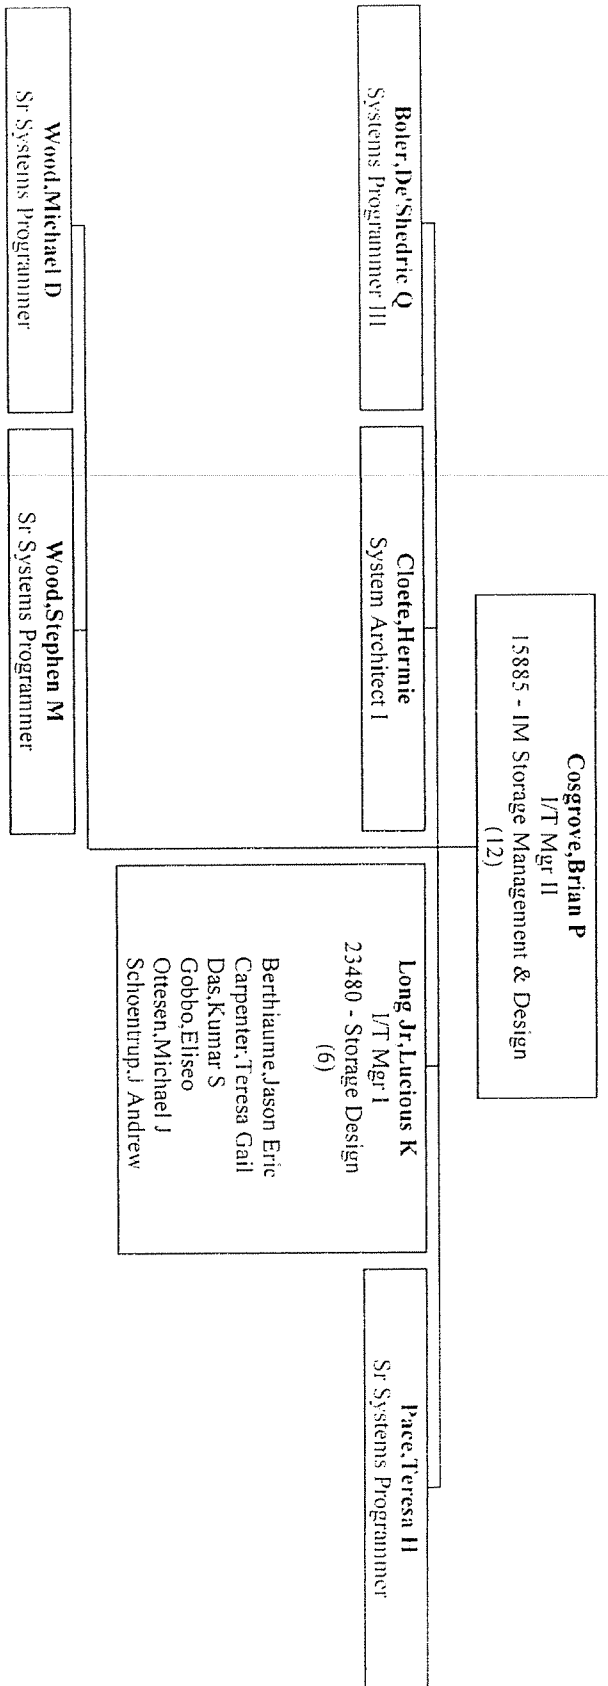 Cosgrove,Brian P
I/T Mgr II
15885 - IM Storage Management & Design
(12)
Boler,De'Shedric Q
Systems Programmer III
Cloete,Hermie
System Architect I
Long Jr,Lucious K
I/T Mgr I
23480 - Storage Design
(6)
Berthiaume,Jason Eric
Carpenter,Teresa Gail
Das,Kumar S
Gobbo,Eliseo
Ottesen,Michael J
Schoentrup,J Andrew
Pace,Teresa H
Sr Systems Programmer
Wood,Michael D
Sr Systems Programmer
Wood,Stephen M
Sr Systems Programmer